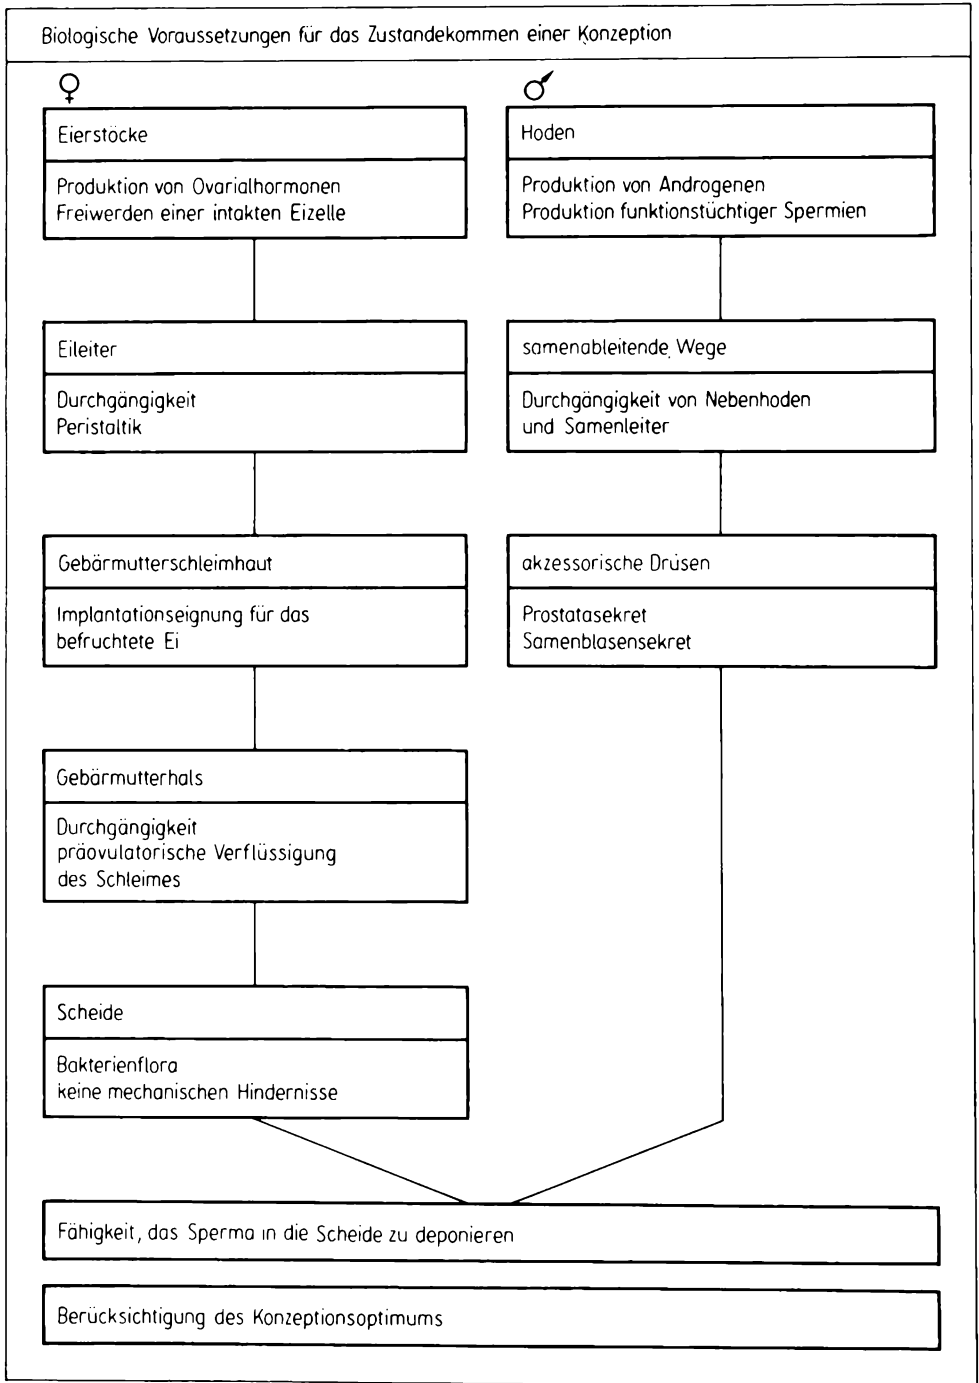 Biologische Voraussetzungen für das Zustandekommen einer Konzeption
♀
Eierstöcke
Produktion von Ovarialhormonen
Freiwerden einer intakten Eizelle
Eileiter
Durchgängigkeit
Peristaltik
Gebärmutterschleimhaut
Implantationseignung für das
befruchtete Ei
Gebärmutterhals
Durchgängigkeit
präovulatorische Verflüssigung
des Schleimes
Scheide
Bakterienflora
keine mechanischen Hindernisse
♂
Hoden
Produktion von Androgenen
Produktion funktionstüchtiger Spermien
samenableitende Wege
Durchgängigkeit von Nebenhoden
und Samenleiter
akzessorische Drüsen
Prostatasekret
Samenblasensekret
Fähigkeit, das Sperma in die Scheide zu deponieren
Berücksichtigung des Konzeptionsoptimums